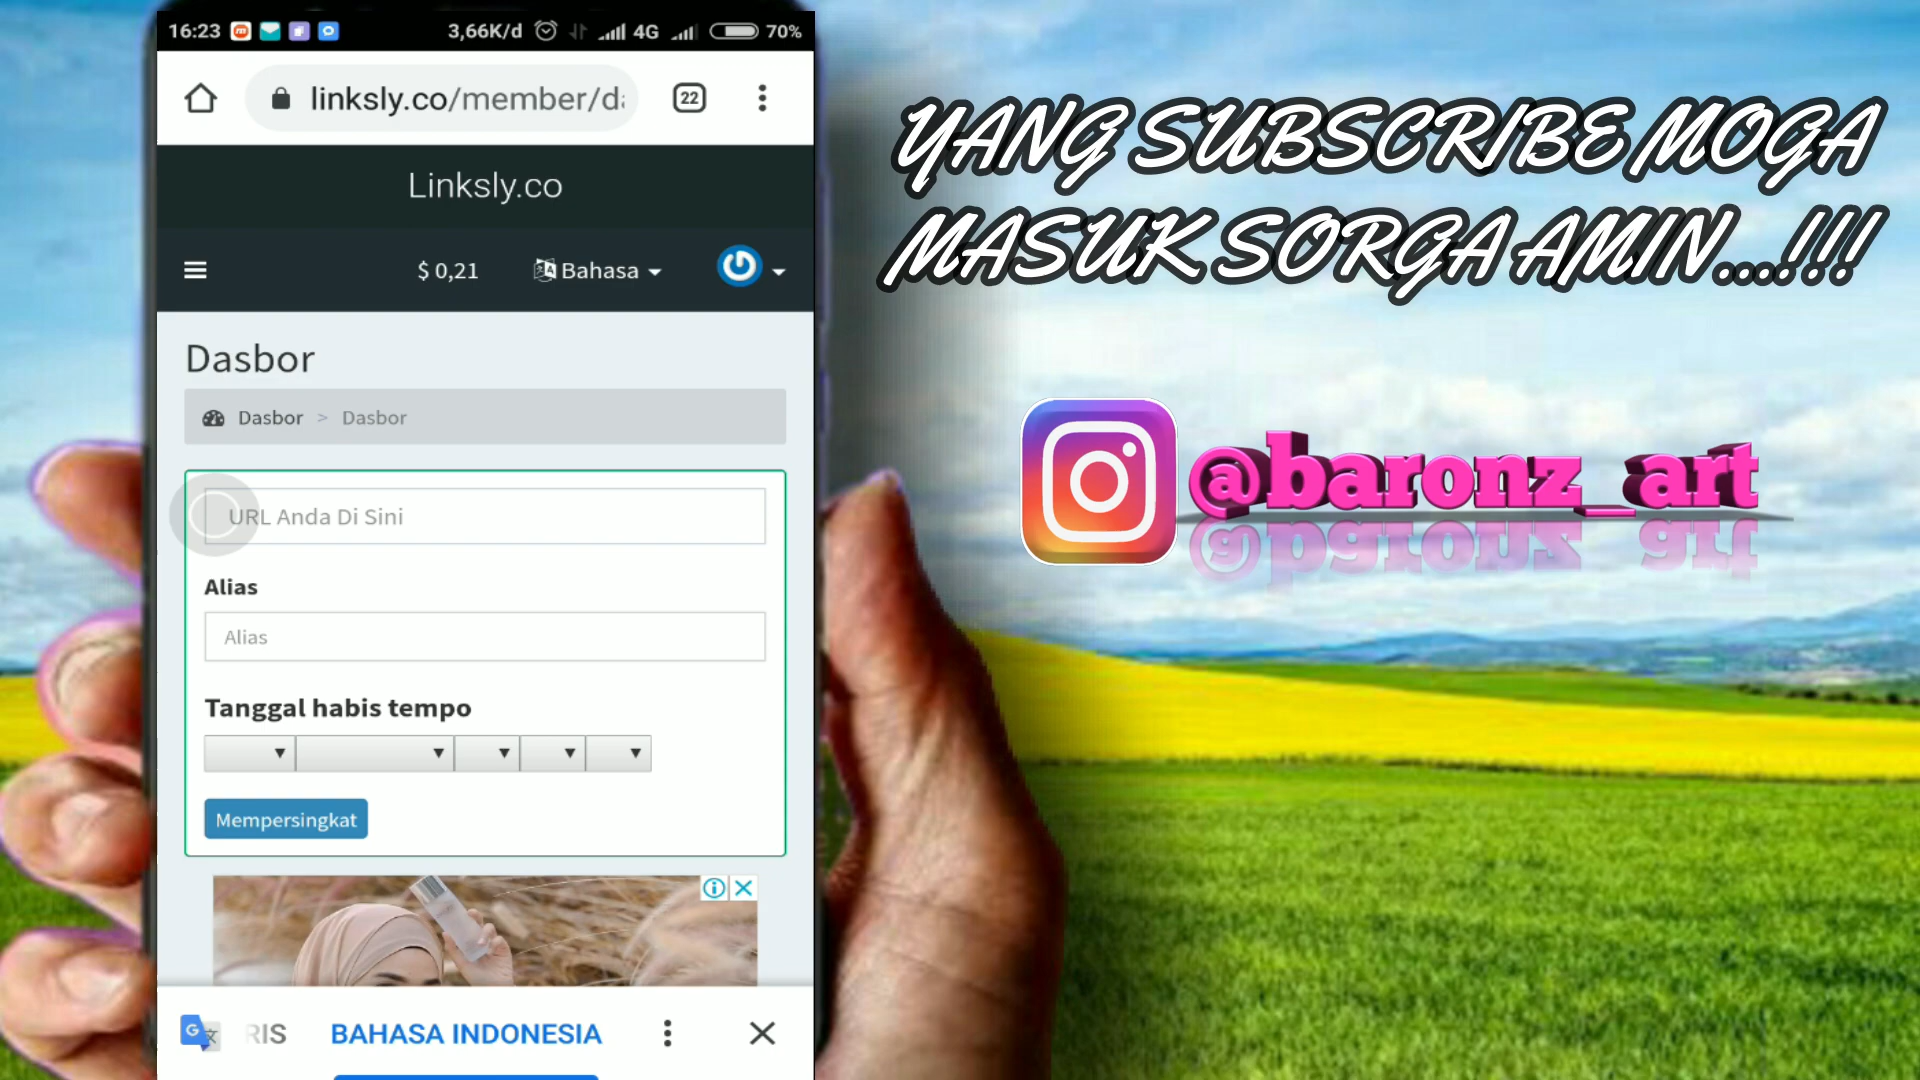 16:23
3,66K/d
4G
70%
linksly.co/member/da
22
Linksly.co
$ 0,21
Bahasa
Dasbor
Dasbor > Dasbor
URL Anda Di Sini
Alias
Alias
Tanggal habis tempo
Mempersingkat
RIS
BAHASA INDONESIA
YANG SUBSCRIBE MOGA
MASUK SORGA AMIN...!!!
@baronz_art